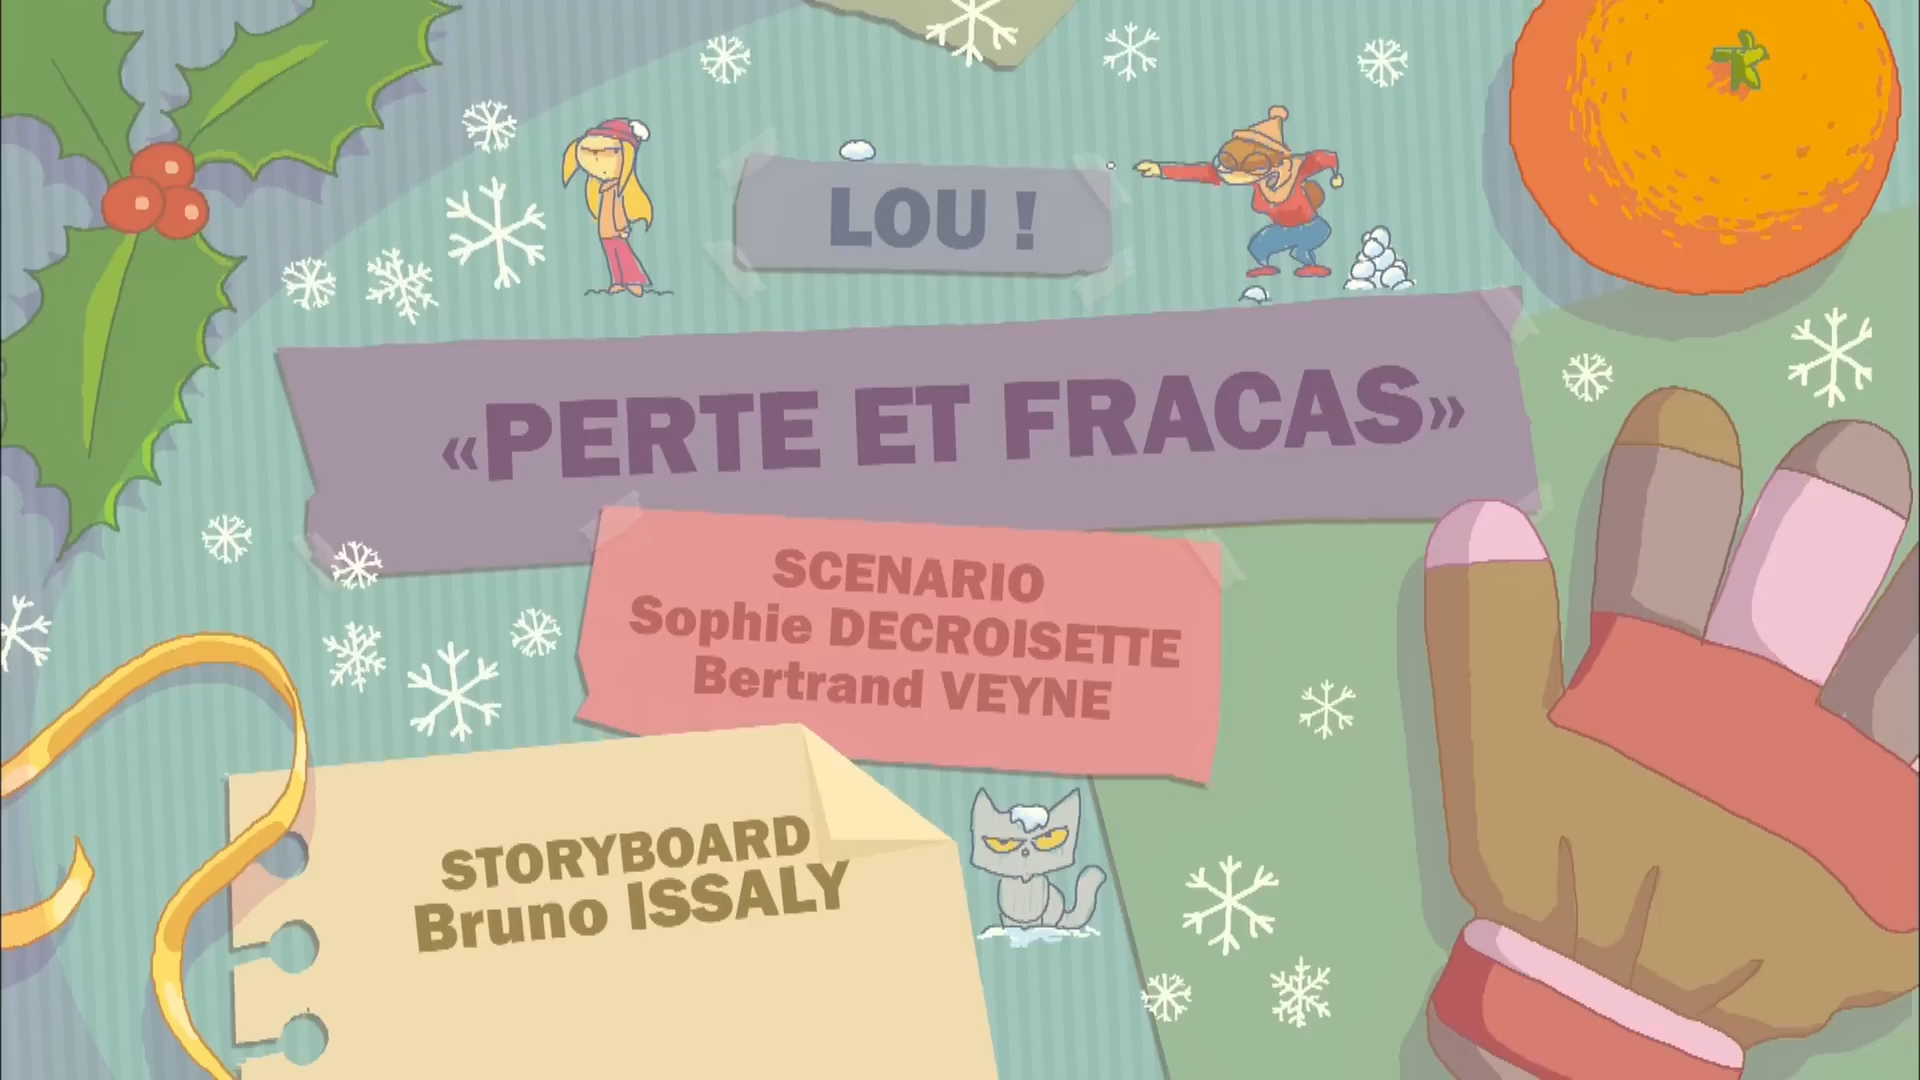 LOU !
«PERTE ET FRACAS»
SCENARIO
Sophie DECROISETTE
Bertrand VEYNE
STORYBOARD
Bruno ISSALY